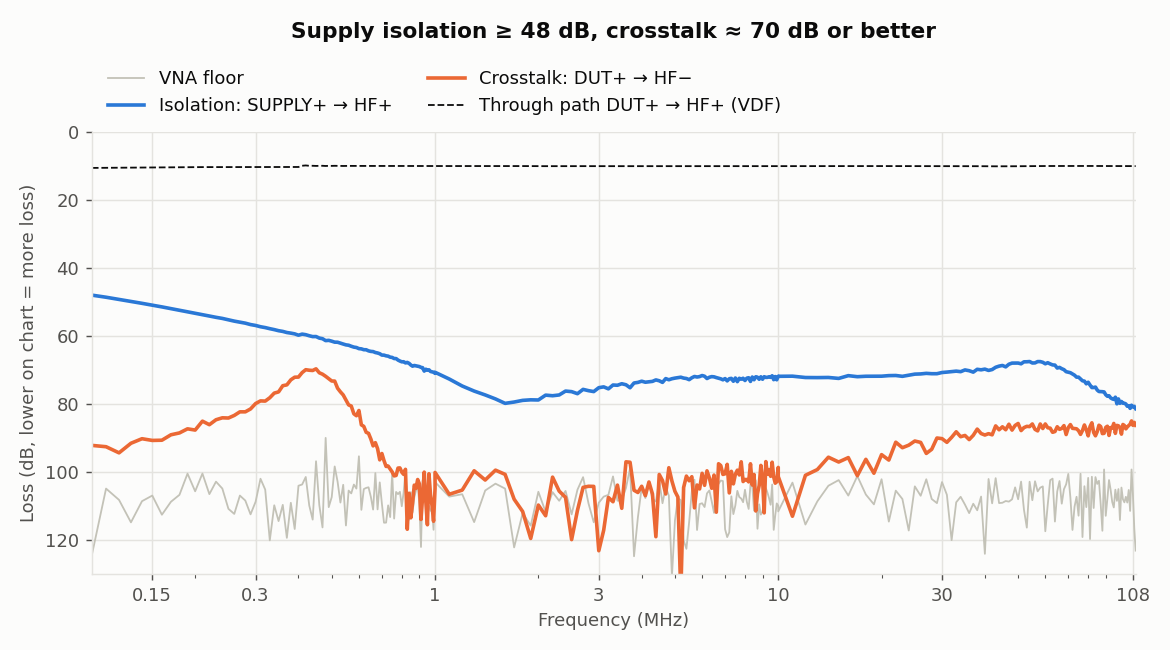 Supply isolation ≥ 48 dB, crosstalk ≈ 70 dB or better
VNA floor
Isolation: SUPPLY+ → HF+
Crosstalk: DUT+ → HF−
Through path DUT+ → HF+ (VDF)
Loss (dB, lower on chart = more loss)
0
20
40
60
80
100
120
0.15
0.3
1
3
10
30
108
Frequency (MHz)